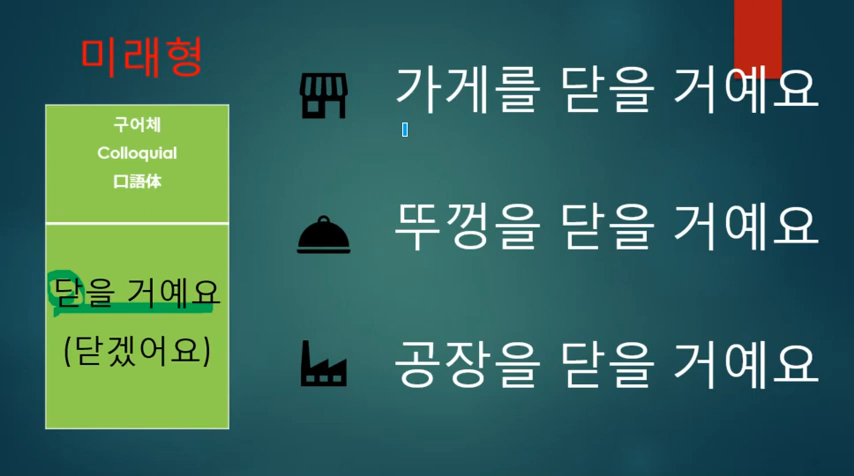 미래형
구어체
Colloquial
口語体
닫을 거예요
(닫겠어요)
가게를 닫을 거예요
뚜껑을 닫을 거예요
공장을 닫을 거예요